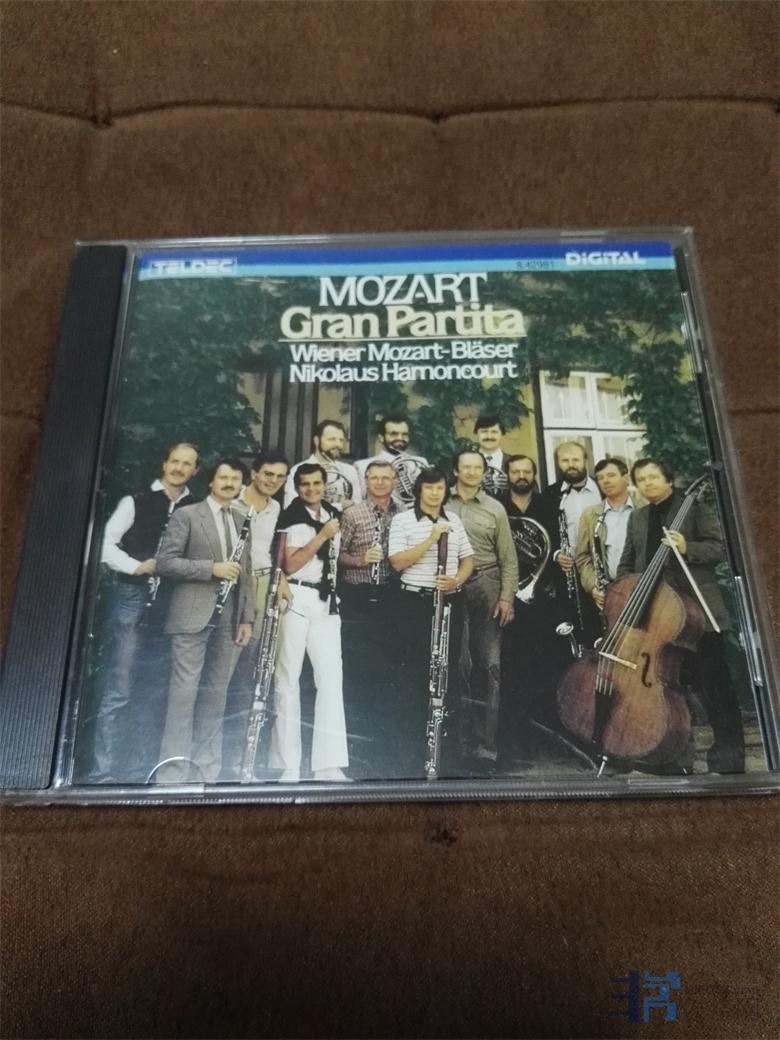 TELDEC
8.42981
DIGITAL
MOZART
Gran Partita
Wiener Mozart-Bläser
Nikolaus Harnoncourt